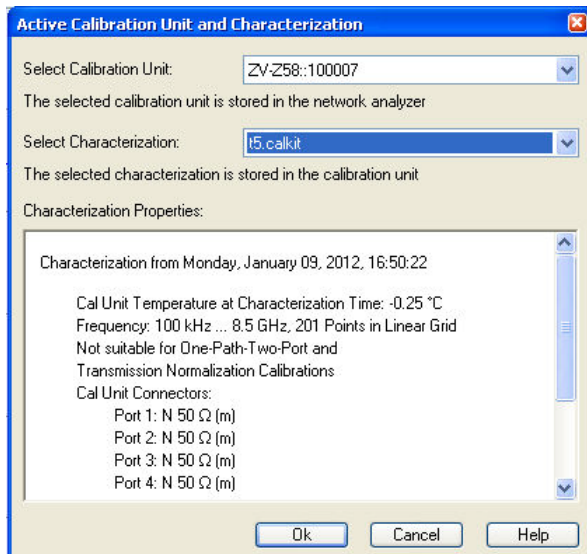 Active Calibration Unit and Characterization
Select Calibration Unit: ZV-Z58::100007
The selected calibration unit is stored in the network analyzer
Select Characterization: t5.calkit
The selected characterization is stored in the calibration unit
Characterization Properties:
Characterization from Monday, January 09, 2012, 16:50:22
Cal Unit Temperature at Characterization Time: -0.25 °C
Frequency: 100 kHz ... 8.5 GHz, 201 Points in Linear Grid
Not suitable for One-Path-Two-Port and
Transmission Normalization Calibrations
Cal Unit Connectors:
Port 1: N 50 Ω (m)
Port 2: N 50 Ω (m)
Port 3: N 50 Ω (m)
Port 4: N 50 Ω (m)
Ok Cancel Help